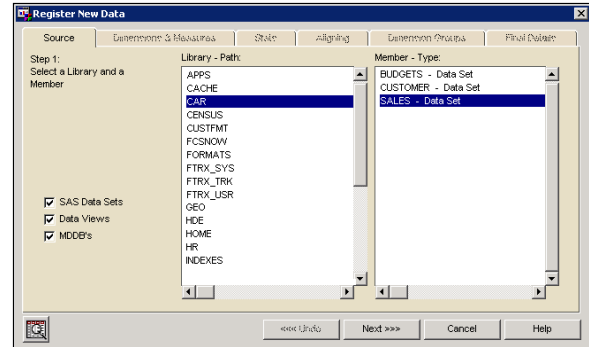 Register New Data
Source
Dimensions & Measures
State
Aligning
Dimension Groups
Final Details
Step 1:
Select a Library and a
Member
Library - Path:
APPS
CACHE
CAR
CENSUS
CUSTFMT
FCSNOW
FORMATS
FTRX_SYS
FTRX_TRK
FTRX_USR
GEO
HDE
HOME
HR
INDEXES
Member - Type:
BUDGETS - Data Set
CUSTOMER - Data Set
SALES - Data Set
SAS Data Sets
Data Views
MDDB's
<<< Undo
Next >>>
Cancel
Help